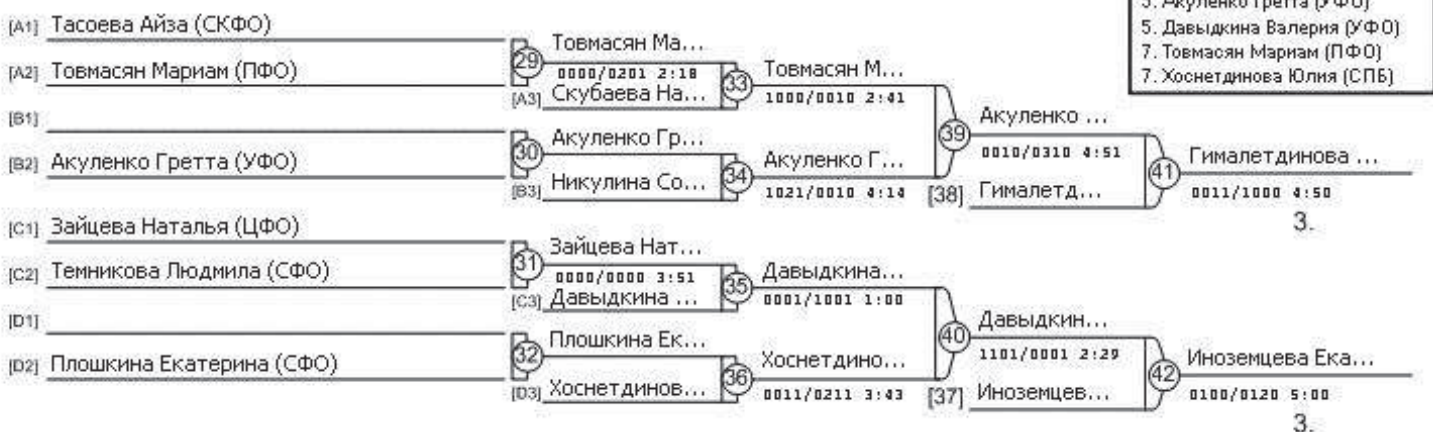 5. Акуленко Гретта (УФО)
5. Давыдкина Валерия (УФО)
7. Товмасян Мариам (ПФО)
7. Хоснетдинова Юлия (СПБ)
[A1] Тасоева Айза (СКФО)
Товмасян Ма...
29
[A2] Товмасян Мариам (ПФО)
0000/0201 2:18
Товмасян М...
[A3] Скубаева На...
33
1000/0010 2:41
[B1]
Акуленко ...
Акуленко Гр...
39
30
0010/0310 4:51
Гималетдинова ...
[B2] Акуленко Гретта (УФО)
Акуленко Г...
41
[B3] Никулина Со...
34
1021/0010 4:14
[38] Гималетд...
0011/1000 4:50
3.
[C1] Зайцева Наталья (ЦФО)
Зайцева Нат...
31
[C2] Темникова Людмила (СФО)
0000/0000 3:51
Давыдкина...
[C3] Давыдкина ...
35
0001/1001 1:00
[D1]
Давыдкин...
Плошкина Ек...
40
32
1101/0001 2:29
Иноземцева Ека...
[D2] Плошкина Екатерина (СФО)
Хоснетдино...
42
[D3] Хоснетдинов...
36
0011/0211 3:43
[37] Иноземцев...
0100/0120 5:00
3.